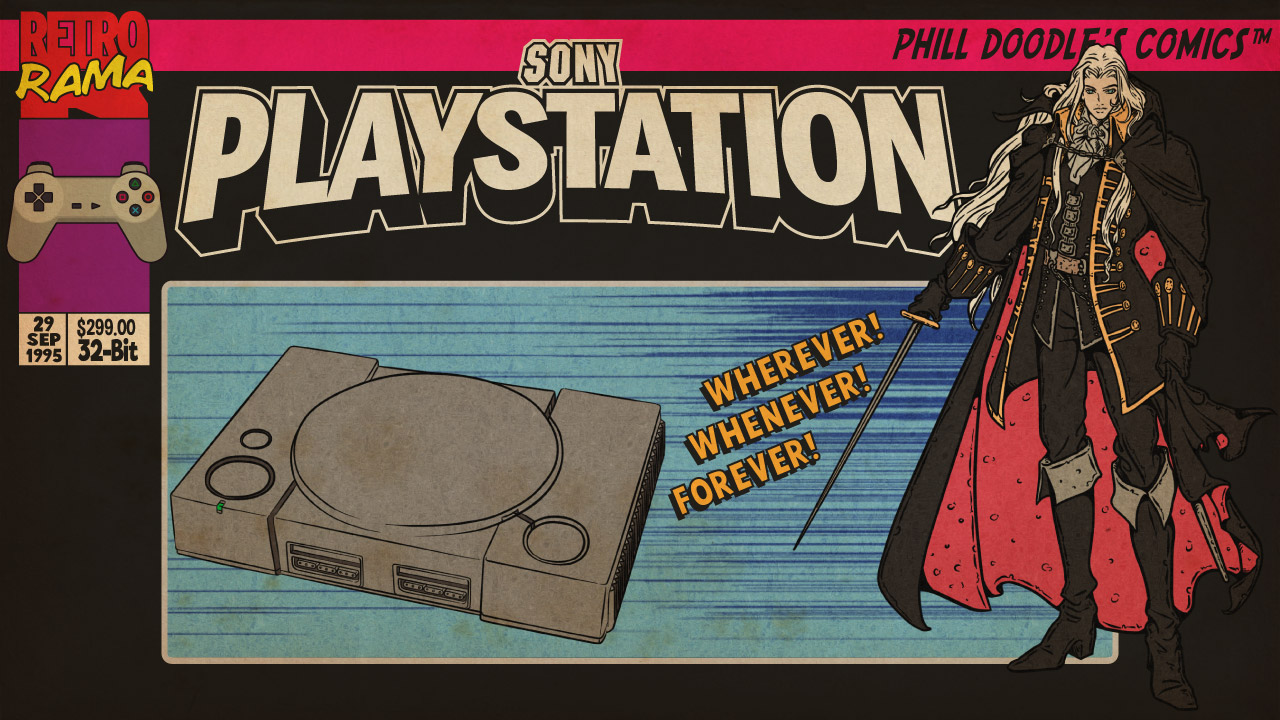 RETRO
RAMA
PHILL DOODLE'S COMICS™
SONY
PLAYSTATION
29
SEP
1995
$299.00
32-Bit
WHEREVER!
WHENEVER!
FOREVER!